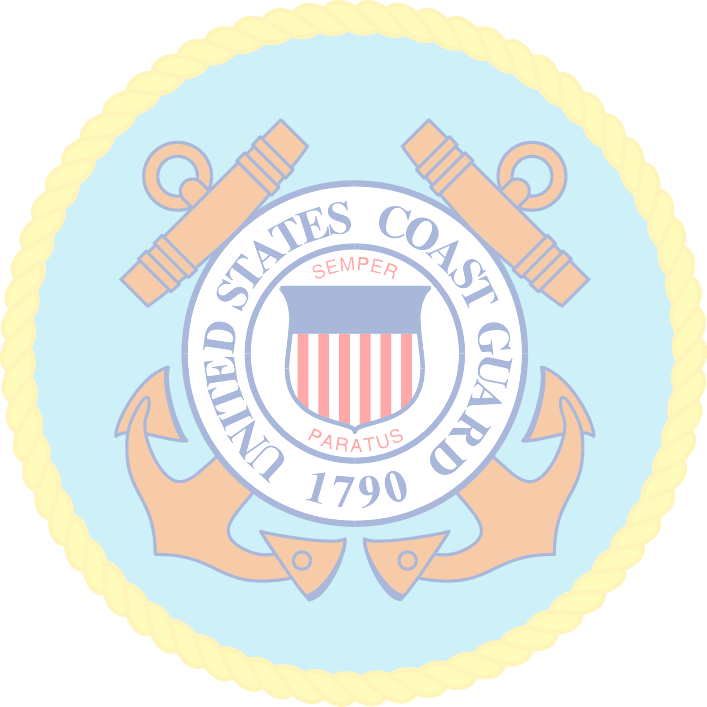 UNITED STATES COAST GUARD
SEMPER
PARATUS
1790